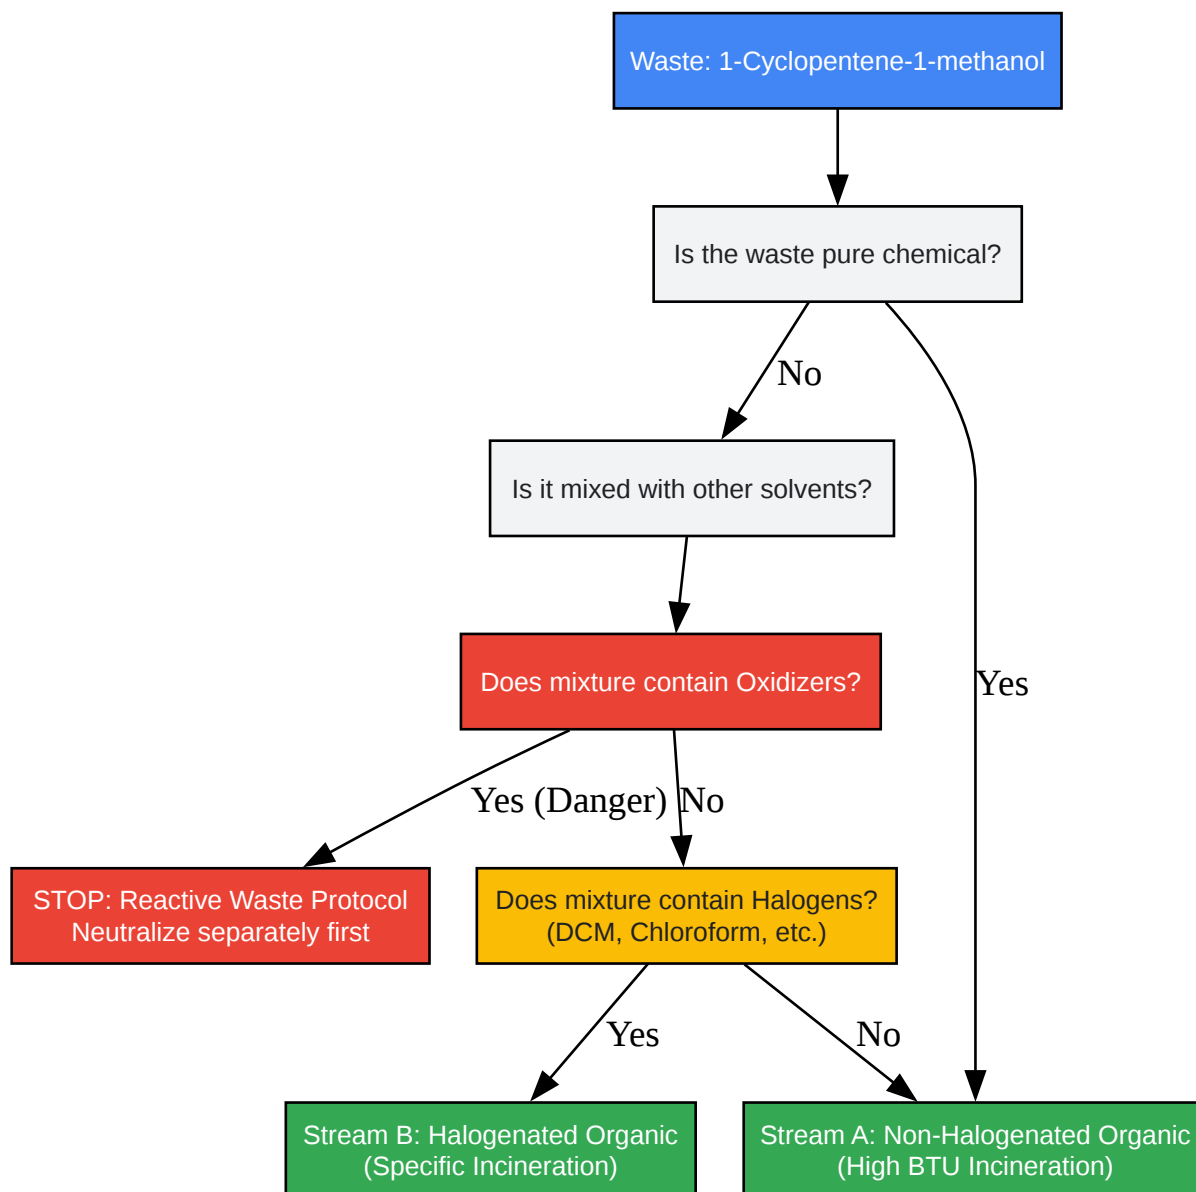 Waste: 1-Cyclopentene-1-methanol
Is the waste pure chemical?
No
Is it mixed with other solvents?
Does mixture contain Oxidizers?
Yes
Yes (Danger)
No
STOP: Reactive Waste Protocol
Neutralize separately first
Does mixture contain Halogens?
(DCM, Chloroform, etc.)
Yes
No
Stream B: Halogenated Organic
(Specific Incineration)
Stream A: Non-Halogenated Organic
(High BTU Incineration)